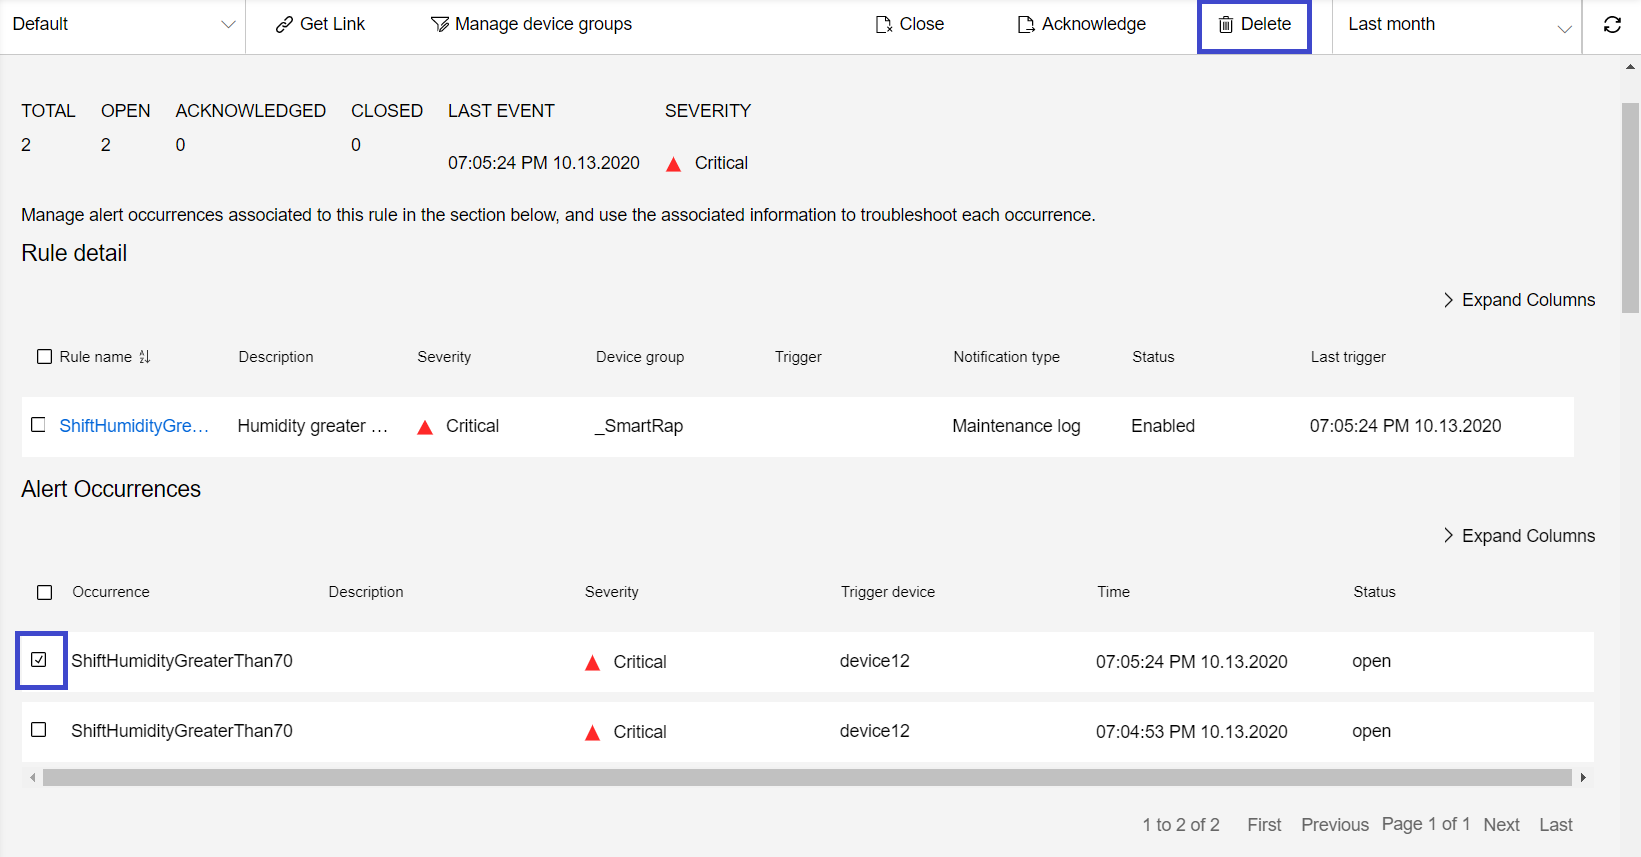 Default Get Link Manage device groups Close Acknowledge Delete Last month
TOTAL OPEN ACKNOWLEDGED CLOSED LAST EVENT SEVERITY
2 2 0 0
07:05:24 PM 10.13.2020 Critical
Manage alert occurrences associated to this rule in the section below, and use the associated information to troubleshoot each occurrence.
Rule detail
Expand Columns
Rule name Description Severity Device group Trigger Notification type Status Last trigger
ShiftHumidityGre... Humidity greater ... Critical _SmartRap Maintenance log Enabled 07:05:24 PM 10.13.2020
Alert Occurrences
Expand Columns
Occurrence Description Severity Trigger device Time Status
ShiftHumidityGreaterThan70 Critical device12 07:05:24 PM 10.13.2020 open
ShiftHumidityGreaterThan70 Critical device12 07:04:53 PM 10.13.2020 open
1 to 2 of 2 First Previous Page 1 of 1 Next Last